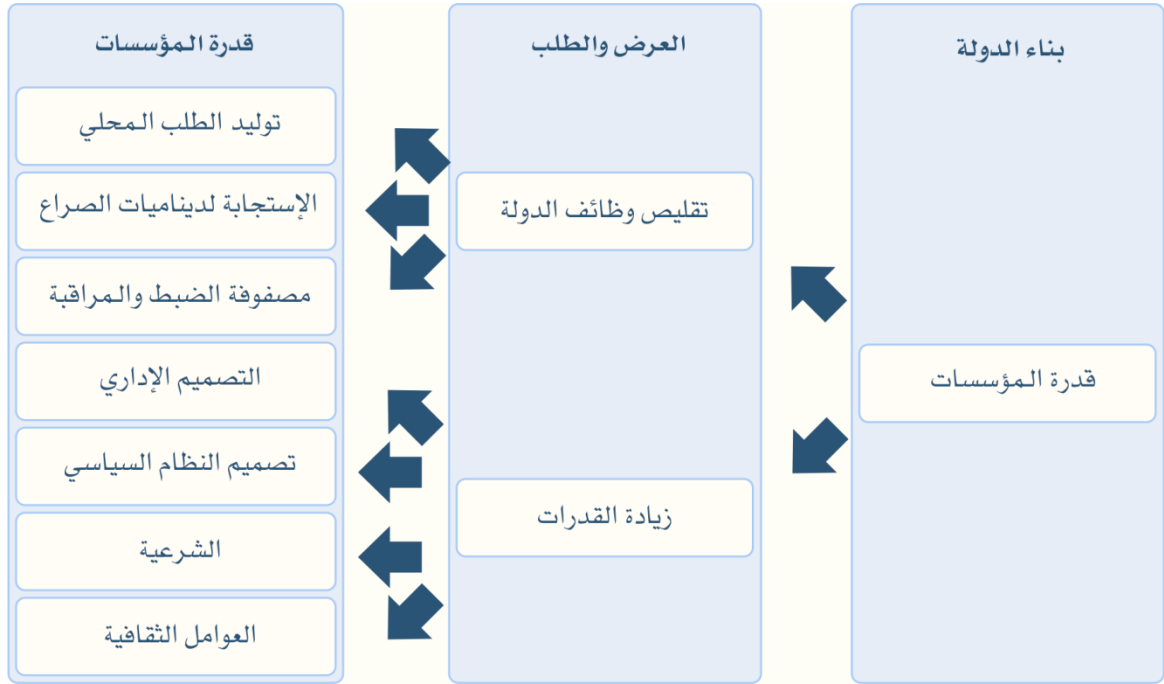 بناء الدولة
قدرة المؤسسات
العرض والطلب
تقليص وظائف الدولة
زيادة القدرات
قدرة المؤسسات
توليد الطلب المحلي
الإستجابة لديناميات الصراع
مصفوفة الضبط والمراقبة
التصميم الإداري
تصميم النظام السياسي
الشرعية
العوامل الثقافية